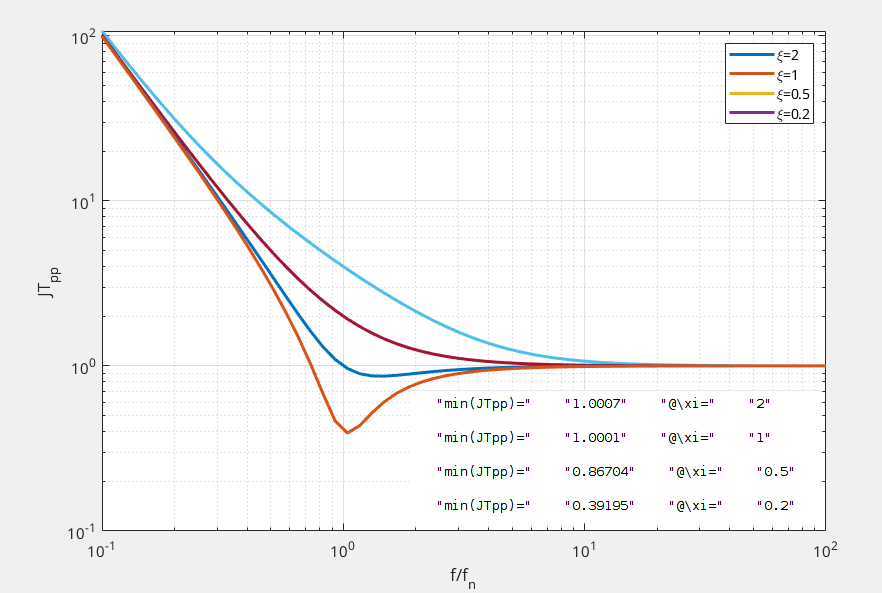 10²
ξ=2
ξ=1
ξ=0.5
ξ=0.2
10¹
JTpp
10⁰
"min(JTpp)=" "1.0007" "@\xi=" "2"
"min(JTpp)=" "1.0001" "@\xi=" "1"
"min(JTpp)=" "0.86704" "@\xi=" "0.5"
"min(JTpp)=" "0.39195" "@\xi=" "0.2"
10⁻¹
10⁻¹ 10⁰ 10¹ 10²
f/fn